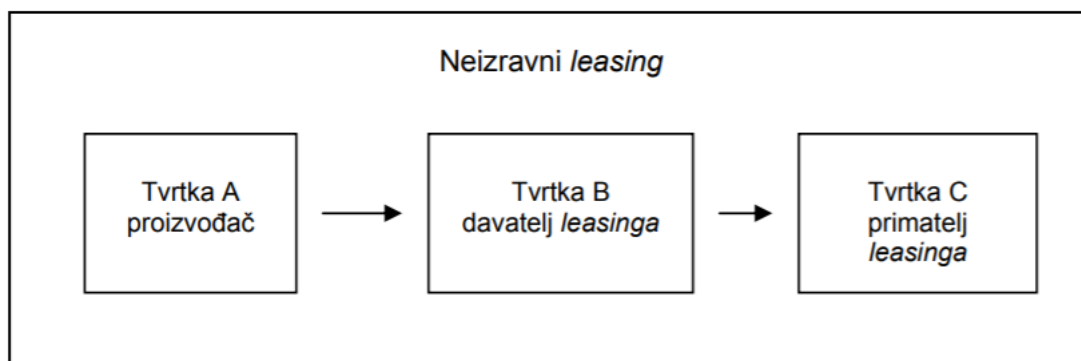 Neizravni leasing
Tvrtka A
proizvođač
Tvrtka B
davatelj leasinga
Tvrtka C
primatelj
leasinga